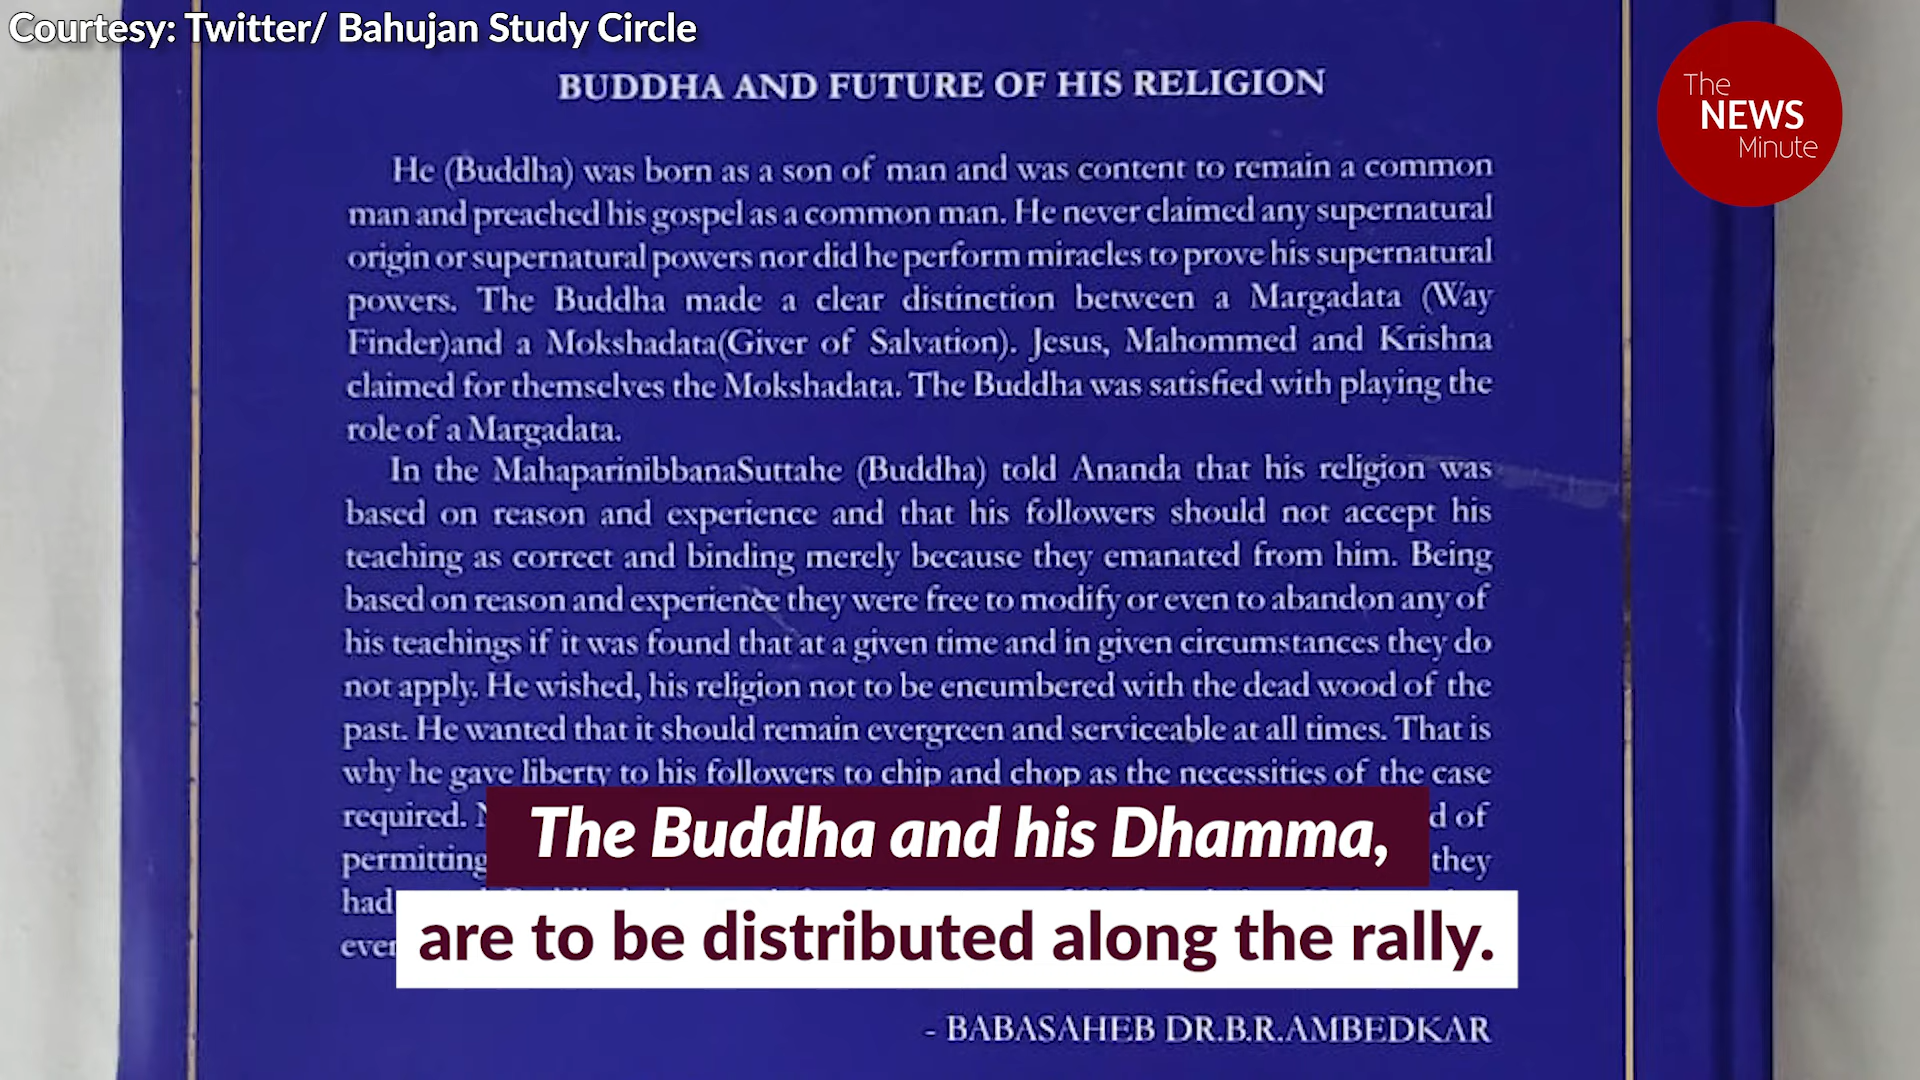 Courtesy: Twitter/ Bahujan Study Circle
The
NEWS
Minute
BUDDHA AND FUTURE OF HIS RELIGION
He (Buddha) was born as a son of man and was content to remain a common
man and preached his gospel as a common man. He never claimed any supernatural
origin or supernatural powers nor did he perform miracles to prove his supernatural
powers. The Buddha made a clear distinction between a Margadata (Way
Finder)and a Mokshadata(Giver of Salvation). Jesus, Mahommed and Krishna
claimed for themselves the Mokshadata. The Buddha was satisfied with playing the
role of a Margadata.
In the MahaparinibbanaSuttahe (Buddha) told Ananda that his religion was
based on reason and experience and that his followers should not accept his
teaching as correct and binding merely because they emanated from him. Being
based on reason and experience they were free to modify or even to abandon any of
his teachings if it was found that at a given time and in given circumstances they do
not apply. He wished, his religion not to be encumbered with the dead wood of the
past. He wanted that it should remain evergreen and serviceable at all times. That is
why he gave liberty to his followers to chip and chop as the necessities of the case
required. of
permitting they
had
The Buddha and his Dhamma,
are to be distributed along the rally.
- BABASAHEB DR.B.R.AMBEDKAR